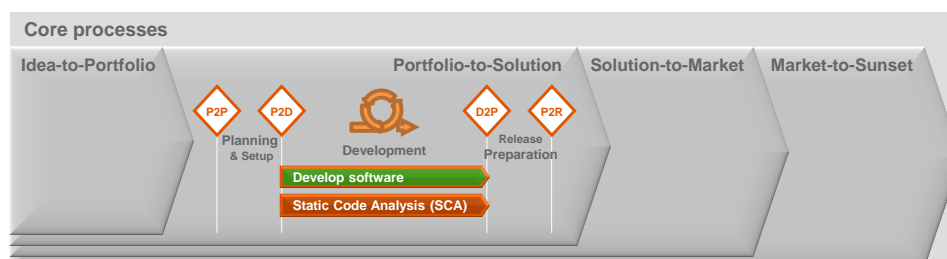 Core processes
Idea-to-Portfolio
Portfolio-to-Solution
Solution-to-Market
Market-to-Sunset
P2P
P2D
D2P
P2R
Planning
& Setup
Development
Release
Preparation
Develop software
Static Code Analysis (SCA)